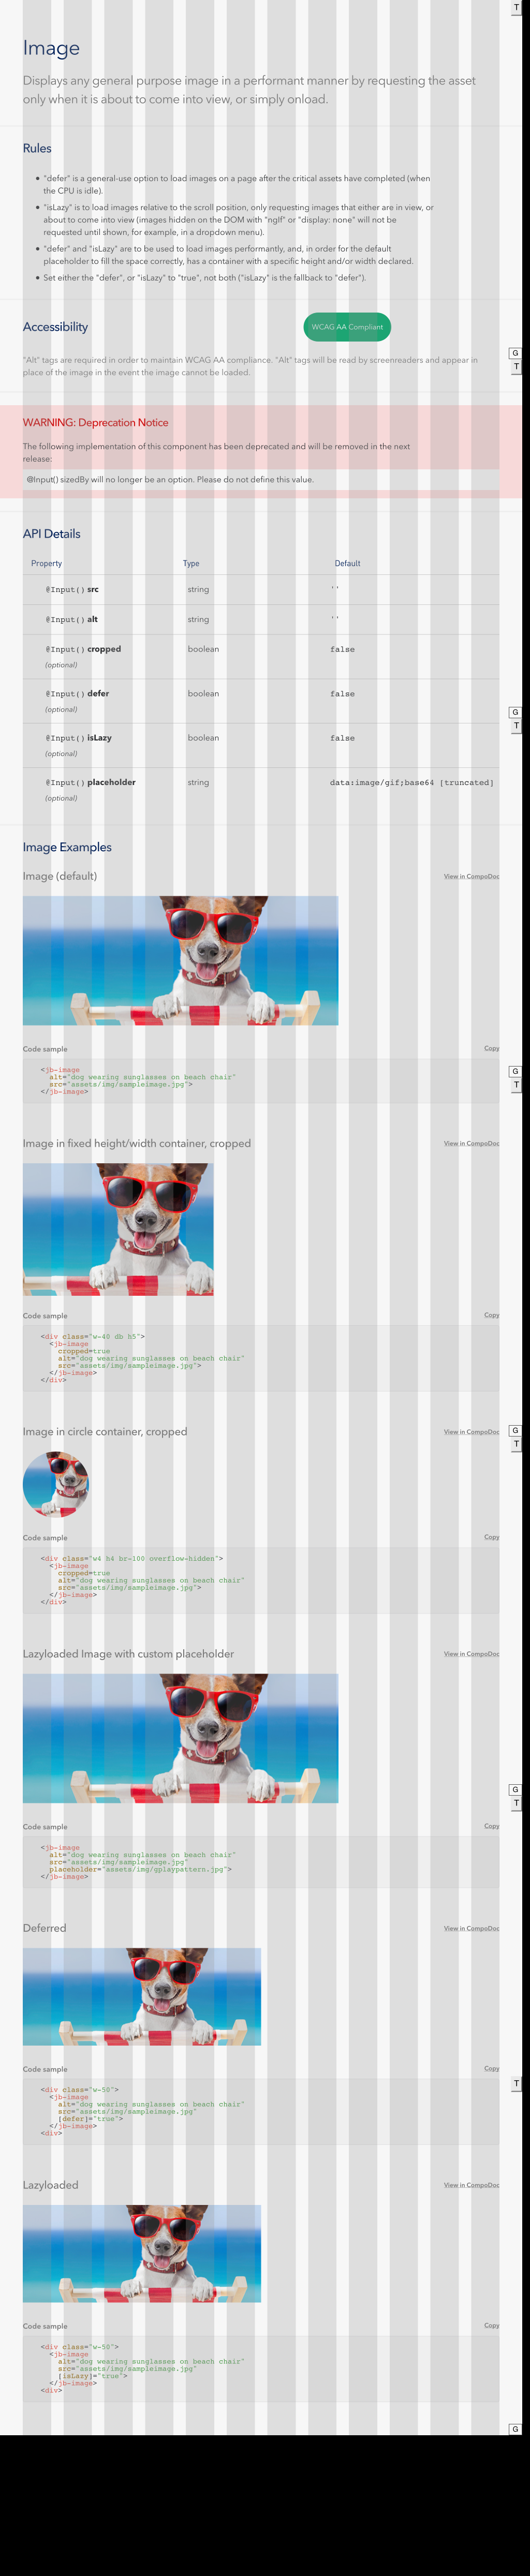 T
Image
Displays any general purpose image in a performant manner by requesting the asset
only when it is about to come into view, or simply onload.
Rules
• "defer" is a general-use option to load images on a page after the critical assets have completed (when
the CPU is idle).
• "isLazy" is to load images relative to the scroll position, only requesting images that either are in view, or
about to come into view (images hidden on the DOM with "ngIf" or "display: none" will not be
requested until shown, for example, in a dropdown menu).
• "defer" and "isLazy" are to be used to load images performantly, and, in order for the default
placeholder to fill the space correctly, has a container with a specific height and/or width declared.
• Set either the "defer", or "isLazy" to "true", not both ("isLazy" is the fallback to "defer").
Accessibility
WCAG AA Compliant
G
"Alt" tags are required in order to maintain WCAG AA compliance. "Alt" tags will be read by screenreaders and appear in
T
place of the image in the event the image cannot be loaded.
WARNING: Deprecation Notice
The following implementation of this component has been deprecated and will be removed in the next
release:
@Input() sizedBy will no longer be an option. Please do not define this value.
API Details
Property Type Default
@Input() src string ''
@Input() alt string ''
@Input() cropped boolean false
(optional)
@Input() defer boolean false
(optional)
G
T
@Input() isLazy boolean false
(optional)
@Input() placeholder string data:image/gif;base64 [truncated]
(optional)
Image Examples
Image (default) View in CompoDoc
Code sample Copy
G
T
<jb-image
alt="dog wearing sunglasses on beach chair"
src="assets/img/sampleimage.jpg">
</jb-image>
Image in fixed height/width container, cropped View in CompoDoc
Code sample Copy
<div class="w-40 db h5">
<jb-image
cropped=true
alt="dog wearing sunglasses on beach chair"
src="assets/img/sampleimage.jpg">
</jb-image>
</div>
Image in circle container, cropped View in CompoDoc
G
T
Code sample Copy
<div class="w4 h4 br-100 overflow-hidden">
<jb-image
cropped=true
alt="dog wearing sunglasses on beach chair"
src="assets/img/sampleimage.jpg">
</jb-image>
</div>
Lazyloaded Image with custom placeholder View in CompoDoc
G
T
Code sample Copy
<jb-image
alt="dog wearing sunglasses on beach chair"
src="assets/img/sampleimage.jpg"
placeholder="assets/img/gplaypattern.jpg">
</jb-image>
Deferred View in CompoDoc
Code sample Copy
T
<div class="w-50">
<jb-image
alt="dog wearing sunglasses on beach chair"
src="assets/img/sampleimage.jpg"
[defer]="true">
</jb-image>
<div>
Lazyloaded View in CompoDoc
Code sample Copy
<div class="w-50">
<jb-image
alt="dog wearing sunglasses on beach chair"
src="assets/img/sampleimage.jpg"
[isLazy]="true">
</jb-image>
<div>
G